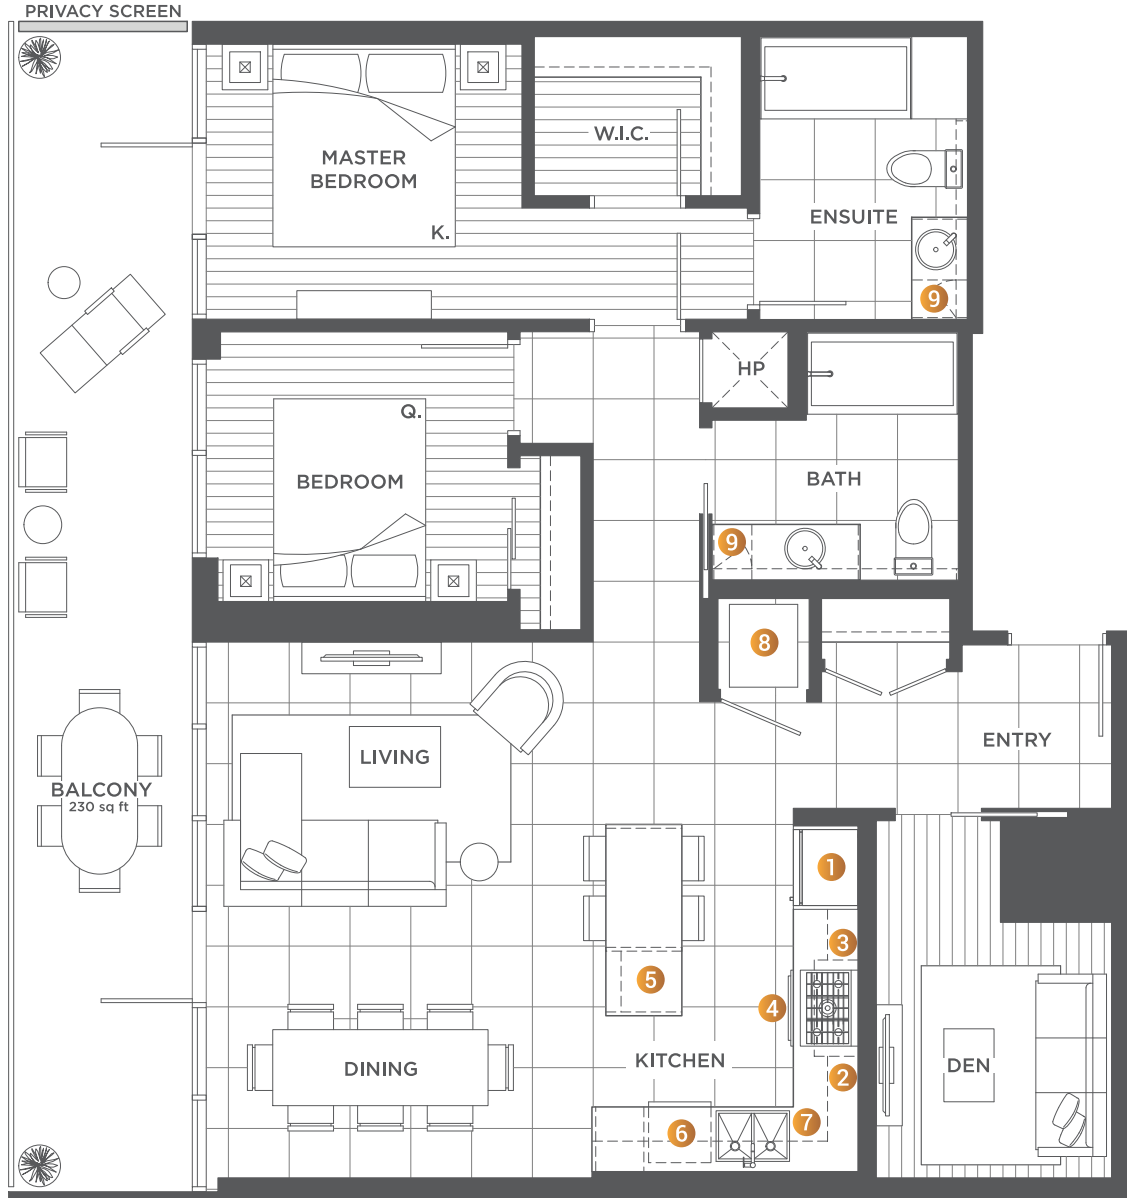 PRIVACY SCREEN
MASTER
BEDROOM
K.
W.I.C.
ENSUITE
9
HP
Q.
BEDROOM
BATH
9
8
ENTRY
LIVING
BALCONY
230 sq ft
1
3
5
4
KITCHEN
DINING
DEN
2
7
6